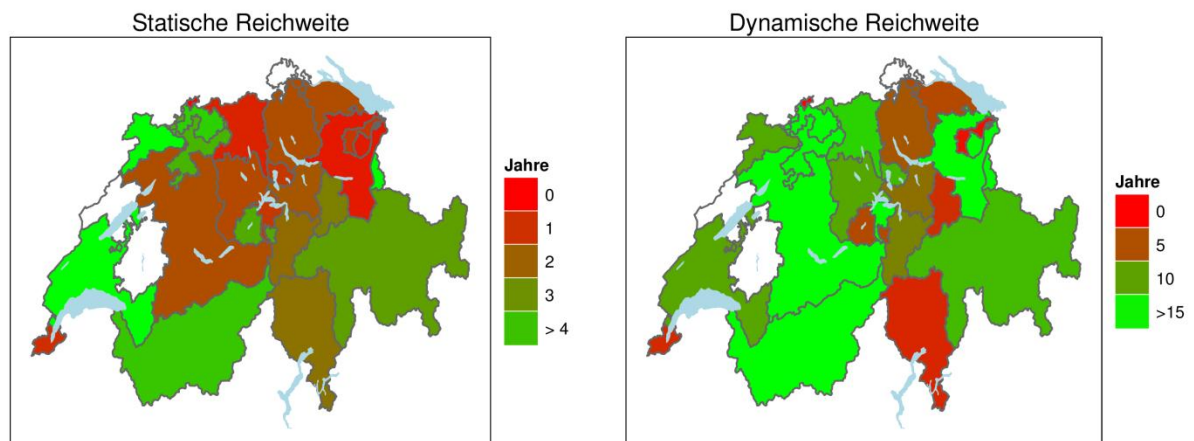 Statische Reichweite
Jahre
0
1
2
3
> 4
Dynamische Reichweite
Jahre
0
5
10
>15